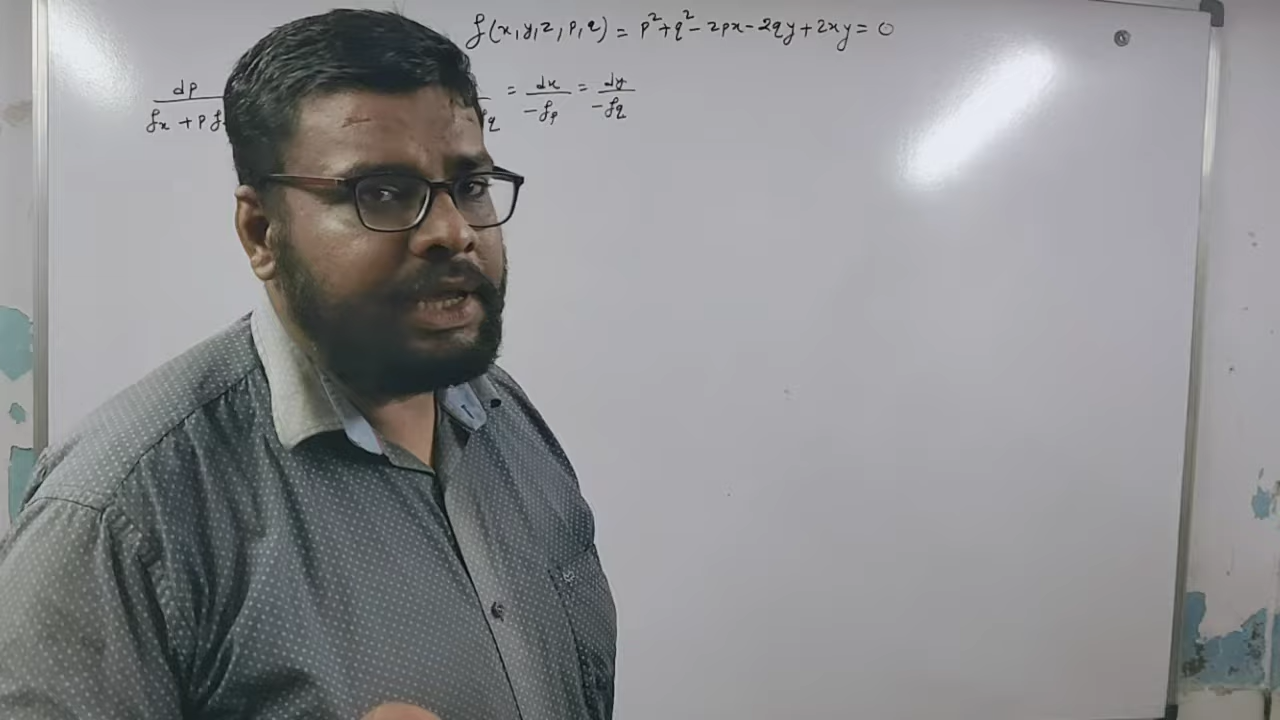 f(x,y,z,p,q) = p²+q²-2px-2qy+2xy = 0
dp/(fx + p f = dx/-fp = dy/-fq